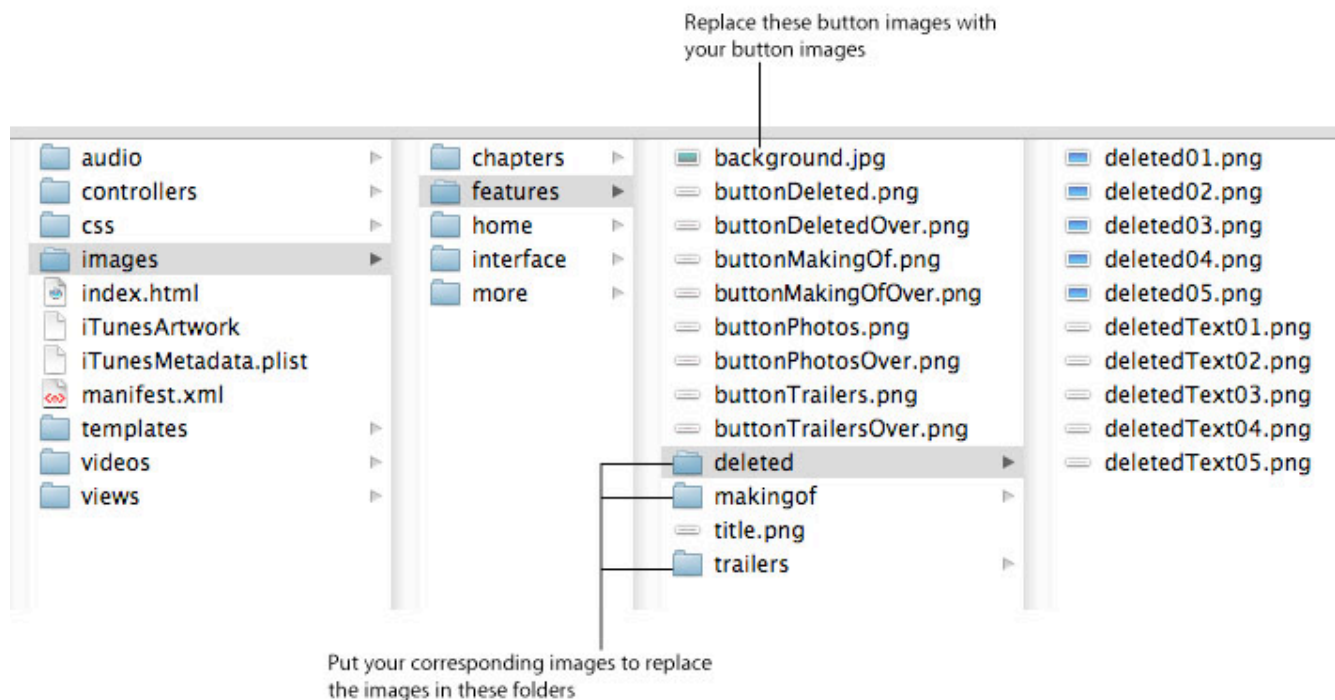 Replace these button images with
your button images
audio
controllers
css
images
index.html
iTunesArtwork
iTunesMetadata.plist
manifest.xml
templates
videos
views
chapters
features
home
interface
more
background.jpg
buttonDeleted.png
buttonDeletedOver.png
buttonMakingOf.png
buttonMakingOfOver.png
buttonPhotos.png
buttonPhotosOver.png
buttonTrailers.png
buttonTrailersOver.png
deleted
makingof
title.png
trailers
deleted01.png
deleted02.png
deleted03.png
deleted04.png
deleted05.png
deletedText01.png
deletedText02.png
deletedText03.png
deletedText04.png
deletedText05.png
Put your corresponding images to replace
the images in these folders